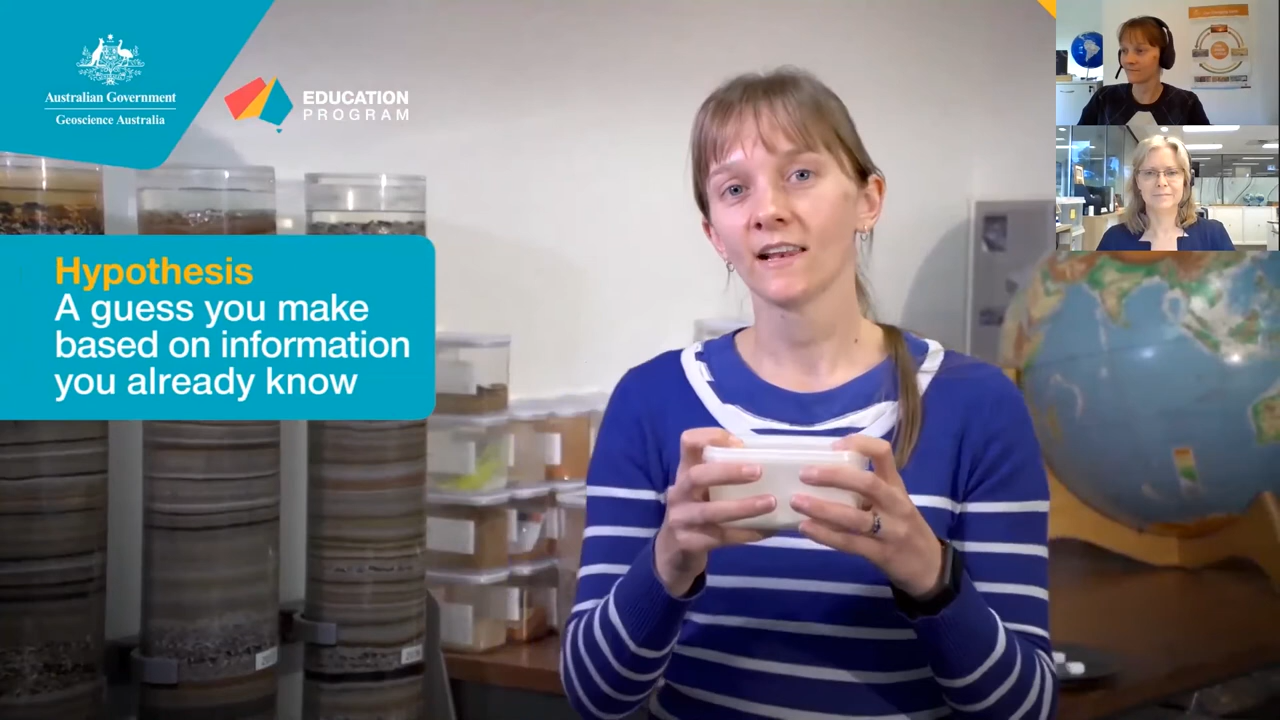 Australian Government
Geoscience Australia
EDUCATION
PROGRAM
Hypothesis
A guess you make
based on information
you already know